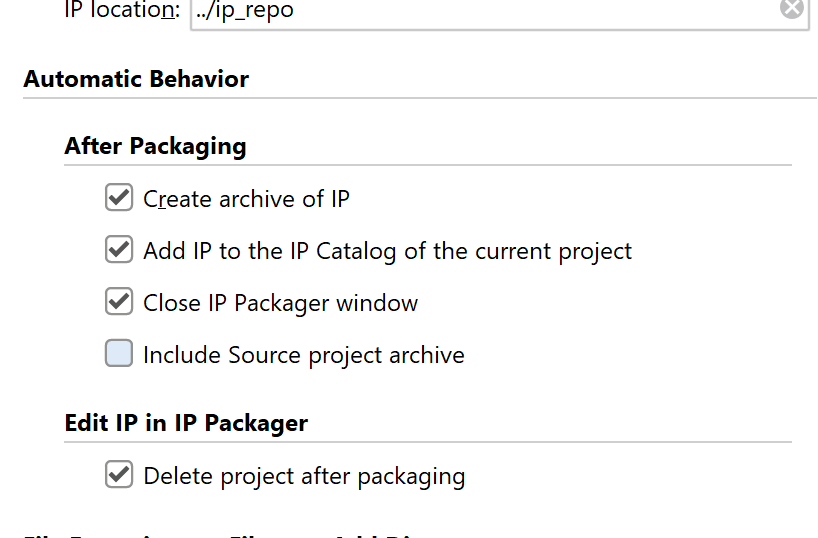 IP location: ../ip_repo
Automatic Behavior
After Packaging
Create archive of IP
Add IP to the IP Catalog of the current project
Close IP Packager window
Include Source project archive
Edit IP in IP Packager
Delete project after packaging